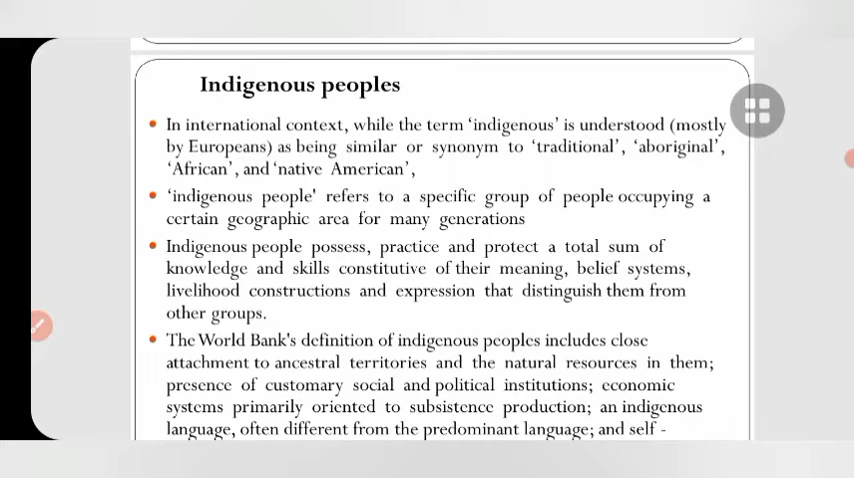 Indigenous peoples
• In international context, while the term ‘indigenous’ is understood (mostly
by Europeans) as being similar or synonym to ‘traditional’, ‘aboriginal’,
‘African’, and ‘native American’,
• ‘indigenous people' refers to a specific group of people occupying a
certain geographic area for many generations
• Indigenous people possess, practice and protect a total sum of
knowledge and skills constitutive of their meaning, belief systems,
livelihood constructions and expression that distinguish them from
other groups.
• The World Bank's definition of indigenous peoples includes close
attachment to ancestral territories and the natural resources in them;
presence of customary social and political institutions; economic
systems primarily oriented to subsistence production; an indigenous
language, often different from the predominant language; and self -